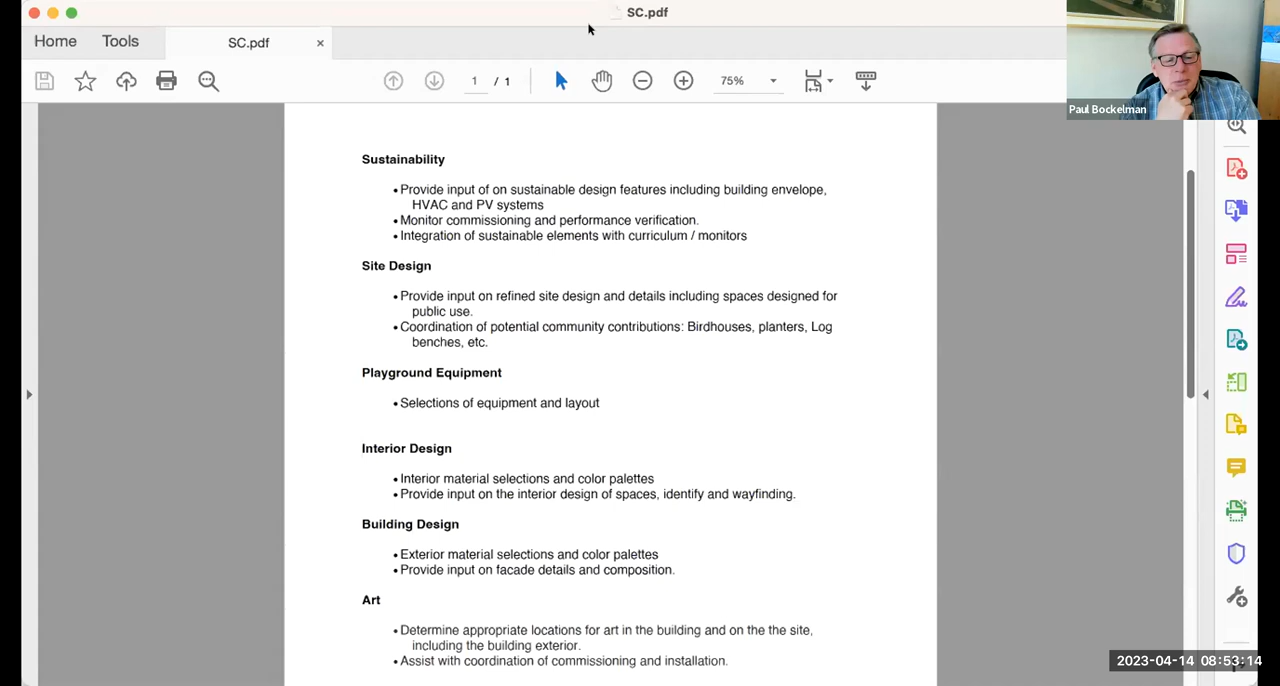 SC.pdf
Home Tools SC.pdf ×
1 / 1 75%
Paul Bockelman
Sustainability
• Provide input of on sustainable design features including building envelope,
HVAC and PV systems
• Monitor commissioning and performance verification.
• Integration of sustainable elements with curriculum / monitors
Site Design
• Provide input on refined site design and details including spaces designed for
public use.
• Coordination of potential community contributions: Birdhouses, planters, Log
benches, etc.
Playground Equipment
• Selections of equipment and layout
Interior Design
• Interior material selections and color palettes
• Provide input on the interior design of spaces, identify and wayfinding.
Building Design
• Exterior material selections and color palettes
• Provide input on facade details and composition.
Art
• Determine appropriate locations for art in the building and on the the site,
including the building exterior.
• Assist with coordination of commissioning and installation.
2023-04-14 08:53:14